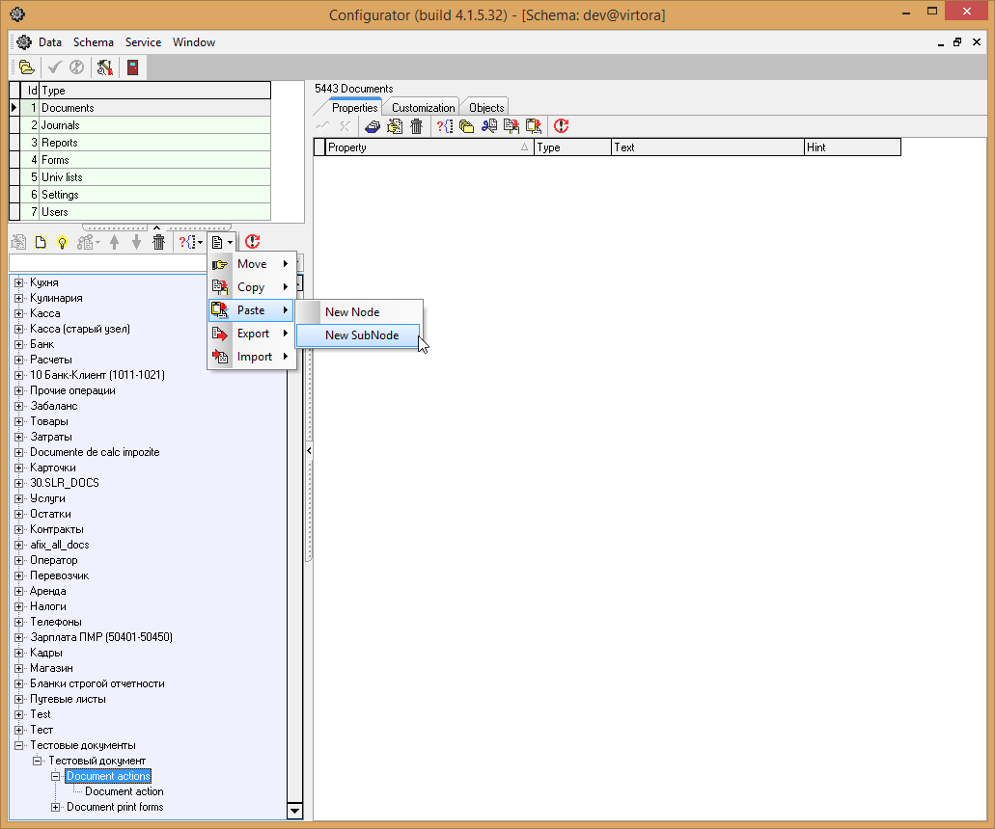 Configurator (build 4.1.5.32) - [Schema: dev@virtora]
Data Schema Service Window
Id Type
1 Documents
2 Journals
3 Reports
4 Forms
5 Univ lists
6 Settings
7 Users
5443 Documents
Properties Customization Objects
Property Type Text Hint
Move
Copy
Paste
Export
Import
New Node
New SubNode
Кухня
Кулинария
Касса
Касса (старый узел)
Банк
Расчеты
10 Банк-Клиент (1011-1021)
Прочие операции
Забаланс
Товары
Затраты
Documente de calc impozite
Карточки
30.SLR_DOCS
Услуги
Остатки
Контракты
afix_all_docs
Оператор
Перевозчик
Аренда
Налоги
Телефоны
Зарплата ПМР (50401-50450)
Кадры
Магазин
Бланки строгой отчетности
Путевые листы
Test
Тест
Тестовые документы
Тестовый документ
Document actions
Document action
Document print forms